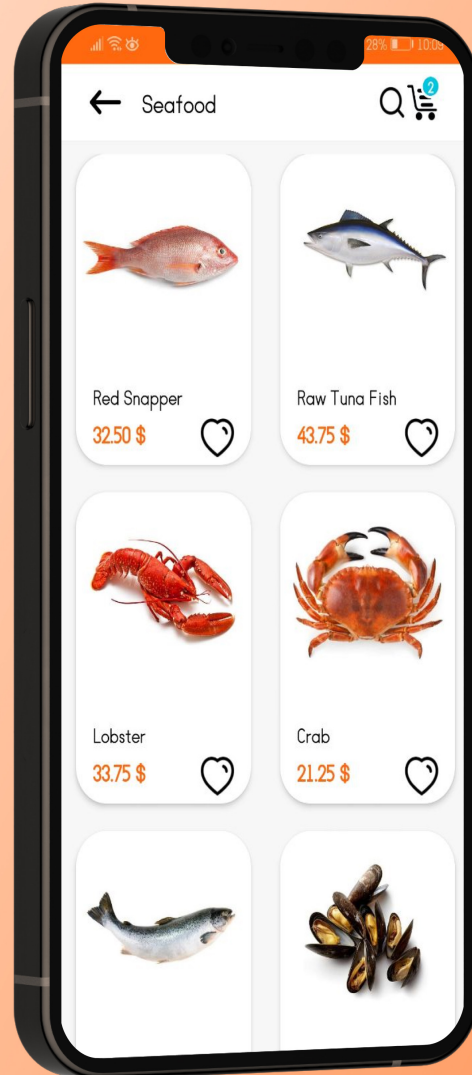 28% 10:09
Seafood
2
Red Snapper
32.50 $
Raw Tuna Fish
43.75 $
Lobster
33.75 $
Crab
21.25 $